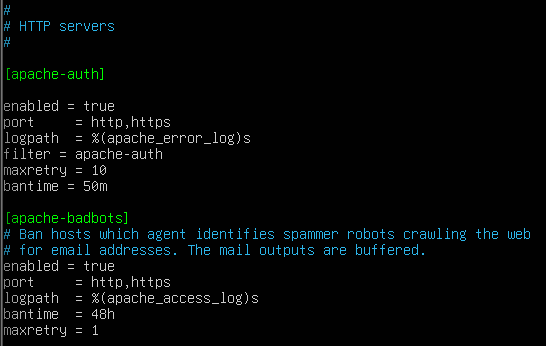 #
# HTTP servers
#
[apache-auth]
enabled = true
port     = http,https
logpath  = %(apache_error_log)s
filter = apache-auth
maxretry = 10
bantime = 50m
[apache-badbots]
# Ban hosts which agent identifies spammer robots crawling the web
# for email addresses. The mail outputs are buffered.
enabled = true
port     = http,https
logpath  = %(apache_access_log)s
bantime  = 48h
maxretry = 1